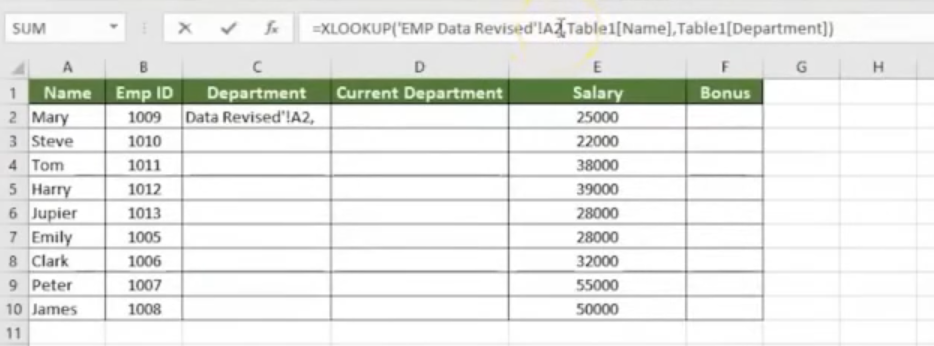 SUM fx =XLOOKUP('EMP Data Revised'!A2,Table1[Name],Table1[Department])
A B C D E F G H
1 Name Emp ID Department Current Department Salary Bonus
2 Mary 1009 Data Revised'!A2, 25000
3 Steve 1010 22000
4 Tom 1011 38000
5 Harry 1012 39000
6 Jupier 1013 28000
7 Emily 1005 28000
8 Clark 1006 32000
9 Peter 1007 55000
10 James 1008 50000
11